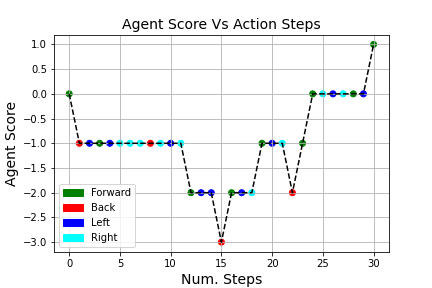 Agent Score Vs Action Steps
Agent Score
1.0
0.5
0.0
−0.5
−1.0
−1.5
−2.0
−2.5
−3.0
Forward
Back
Left
Right
0 5 10 15 20 25 30
Num. Steps